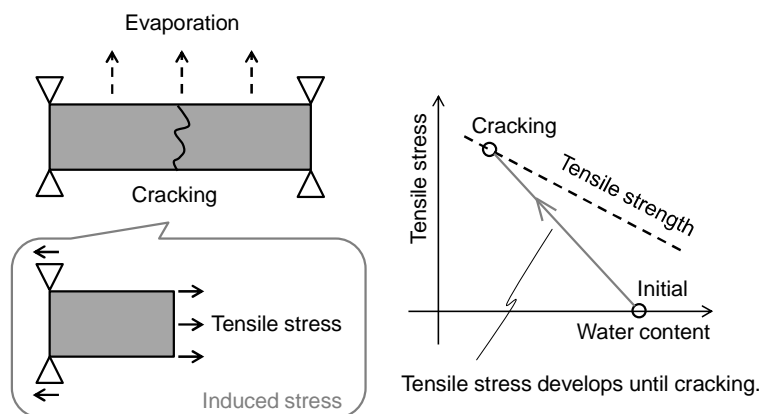 Evaporation
Cracking
Tensile stress
Induced stress
Tensile stress
Cracking
Tensile strength
Initial
Water content
Tensile stress develops until cracking.